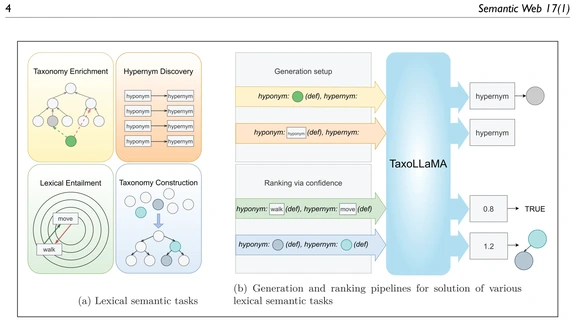 4
Semantic Web 17(1)
Taxonomy Enrichment
Hypernym Discovery
hyponym
hypernym
hyponym
hypernym
hyponym
hypernym
hyponym
hypernym
Lexical Entailment
move
walk
Taxonomy Construction
(a) Lexical semantic tasks
Generation setup
hyponym: (def), hypernym:
hyponym: hyponym (def), hypernym:
Ranking via confidence
hyponym: walk (def), hypernym: move (def)
hyponym: (def), hypernym: (def)
TaxoLLaMA
hypernym
hypernym
0.8
TRUE
1.2
(b) Generation and ranking pipelines for solution of various
lexical semantic tasks